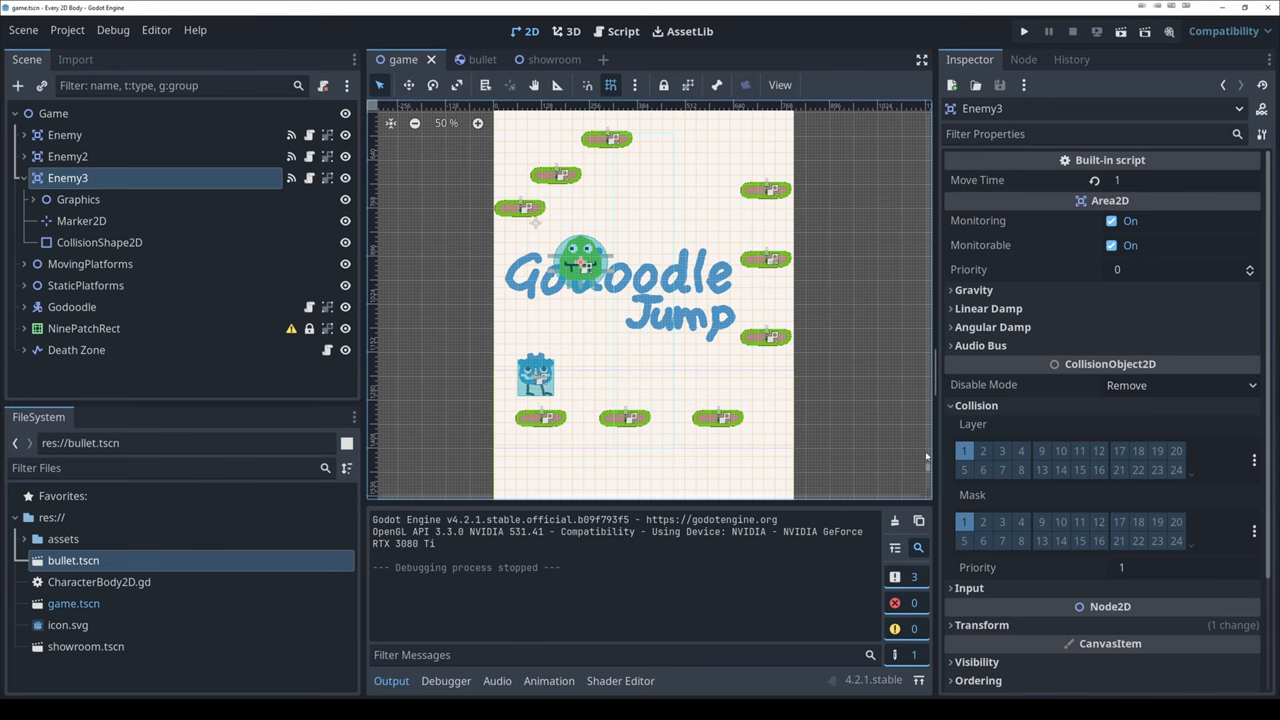 game.tscn - Every 2D Body - Godot Engine
Scene Project Debug Editor Help
2D 3D Script AssetLib
Compatibility
Scene Import
game bullet showroom
Inspector Node History
Filter: name, t:type, g:group
View
Game
Enemy
Enemy2
Enemy3
Graphics
Marker2D
CollisionShape2D
MovingPlatforms
StaticPlatforms
Godoodle
NinePatchRect
Death Zone
50 %
Godoodle
Jump
Enemy3
Filter Properties
Built-in script
Move Time 1
Area2D
Monitoring On
Monitorable On
Priority 0
Gravity
Linear Damp
Angular Damp
Audio Bus
CollisionObject2D
Disable Mode Remove
Collision
Layer
1 2 3 4 9 10 11 12 17 18 19 20
5 6 7 8 13 14 15 16 21 22 23 24
Mask
1 2 3 4 9 10 11 12 17 18 19 20
5 6 7 8 13 14 15 16 21 22 23 24
Priority 1
Input
Node2D
Transform (1 change)
CanvasItem
Visibility
Ordering
FileSystem
res://bullet.tscn
Filter Files
Favorites:
res://
assets
bullet.tscn
CharacterBody2D.gd
game.tscn
icon.svg
showroom.tscn
Godot Engine v4.2.1.stable.official.b09f793f5 - https://godotengine.org
OpenGL API 3.3.0 NVIDIA 531.41 - Compatibility - Using Device: NVIDIA - NVIDIA GeForce
RTX 3080 Ti
--- Debugging process stopped ---
3
0
0
1
Filter Messages
Output Debugger Audio Animation Shader Editor
4.2.1.stable